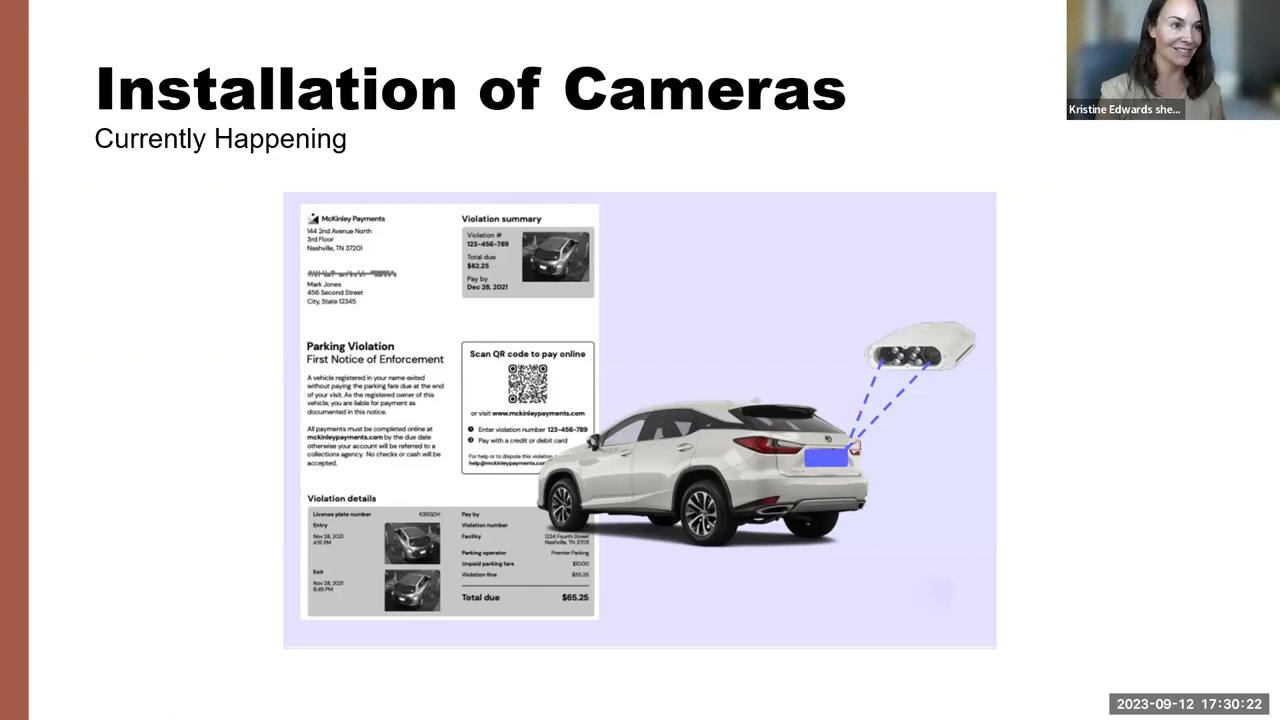 Installation of Cameras
Currently Happening
Kristine Edwards she...
McKinley Payments
144 2nd Avenue North
3rd Floor
Nashville, TN 37201
Mark Jones
456 Second Street
City, State 12345
Violation summary
Violation #
123-456-789
Total due
$62.25
Pay by
Dec 28, 2021
Parking Violation
First Notice of Enforcement
A vehicle registered in your name exited
without paying the parking fare due at the end
of your visit. As the registered owner of this
vehicle, you are liable for payment as
documented in this notice.
All payments must be completed online at
mckinleypayments.com by the due date
otherwise your account will be referred to a
collections agency. No checks or cash will be
accepted.
Scan QR code to pay online
or visit www.mckinleypayments.com
1 Enter violation number 123-456-789
2 Pay with a credit or debit card
For help or to dispute this violation
help@mckinleypayments.com
Violation details
License plate number
Entry
Nov 28, 2021
4:15 PM
Exit
Nov 28, 2021
6:45 PM
Pay by
Violation number
Facility 1234 Fourth Street
Nashville, TN 37011
Parking operator Premier Parking
Unpaid parking fare $10.00
Violation fine $55.25
Total due $65.25
2023-09-12 17:30:22